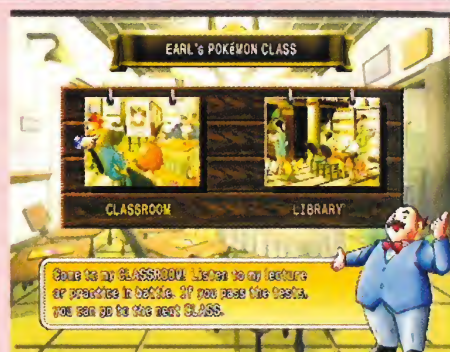 EARL'S POKéMON CLASS
CLASSROOM
LIBRARY
Come to my CLASSROOM! Listen to my lecture
or practice in battle. If you pass the tests,
you can go to the next CLASS.